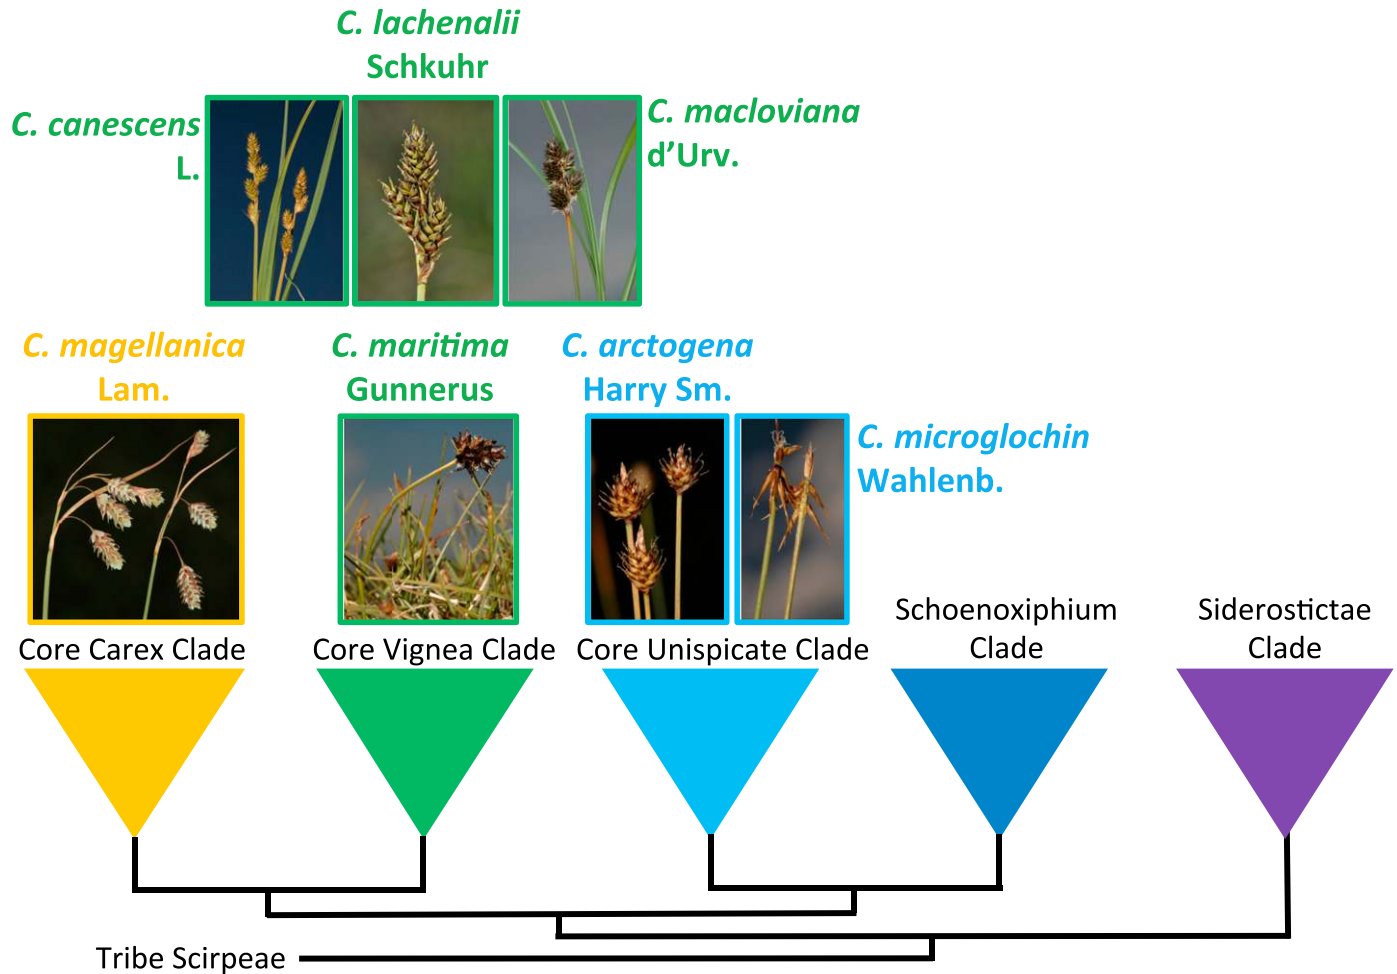 C. lachenalii
Schkuhr
C. canescens
L.
C. macloviana
d’Urv.
C. magellanica
Lam.
C. maritima
Gunnerus
C. arctogena
Harry Sm.
C. microglochin
Wahlenb.
Core Carex Clade
Core Vignea Clade
Core Unispicate Clade
Schoenoxiphium
Clade
Siderostictae
Clade
Tribe Scirpeae